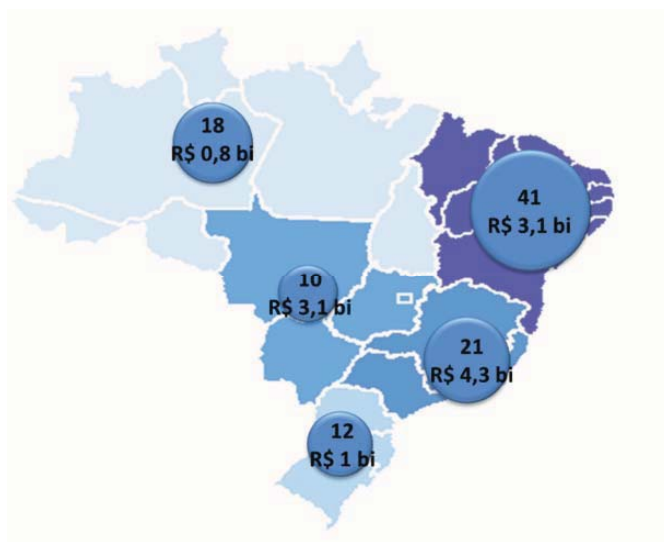 18
R$ 0,8 bi
41
R$ 3,1 bi
10
R$ 3,1 bi
21
R$ 4,3 bi
12
R$ 1 bi